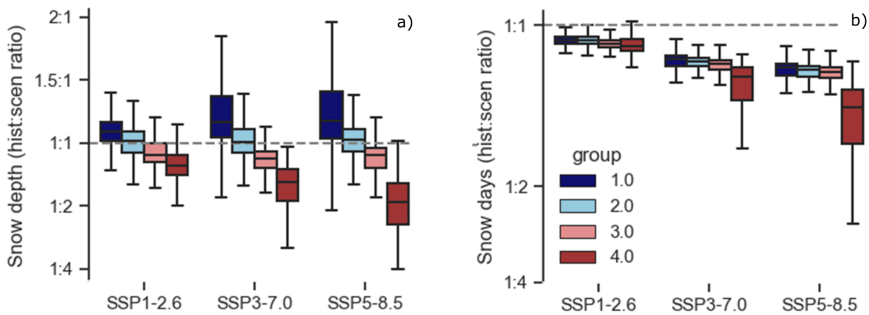 a)
Snow depth (hist:scen ratio)
2:1
1.5:1
1:1
1:2
1:4
SSP1-2.6
SSP3-7.0
SSP5-8.5
b)
Snow days (hist:scen ratio)
1:1
1:2
1:4
group
1.0
2.0
3.0
4.0
SSP1-2.6
SSP3-7.0
SSP5-8.5